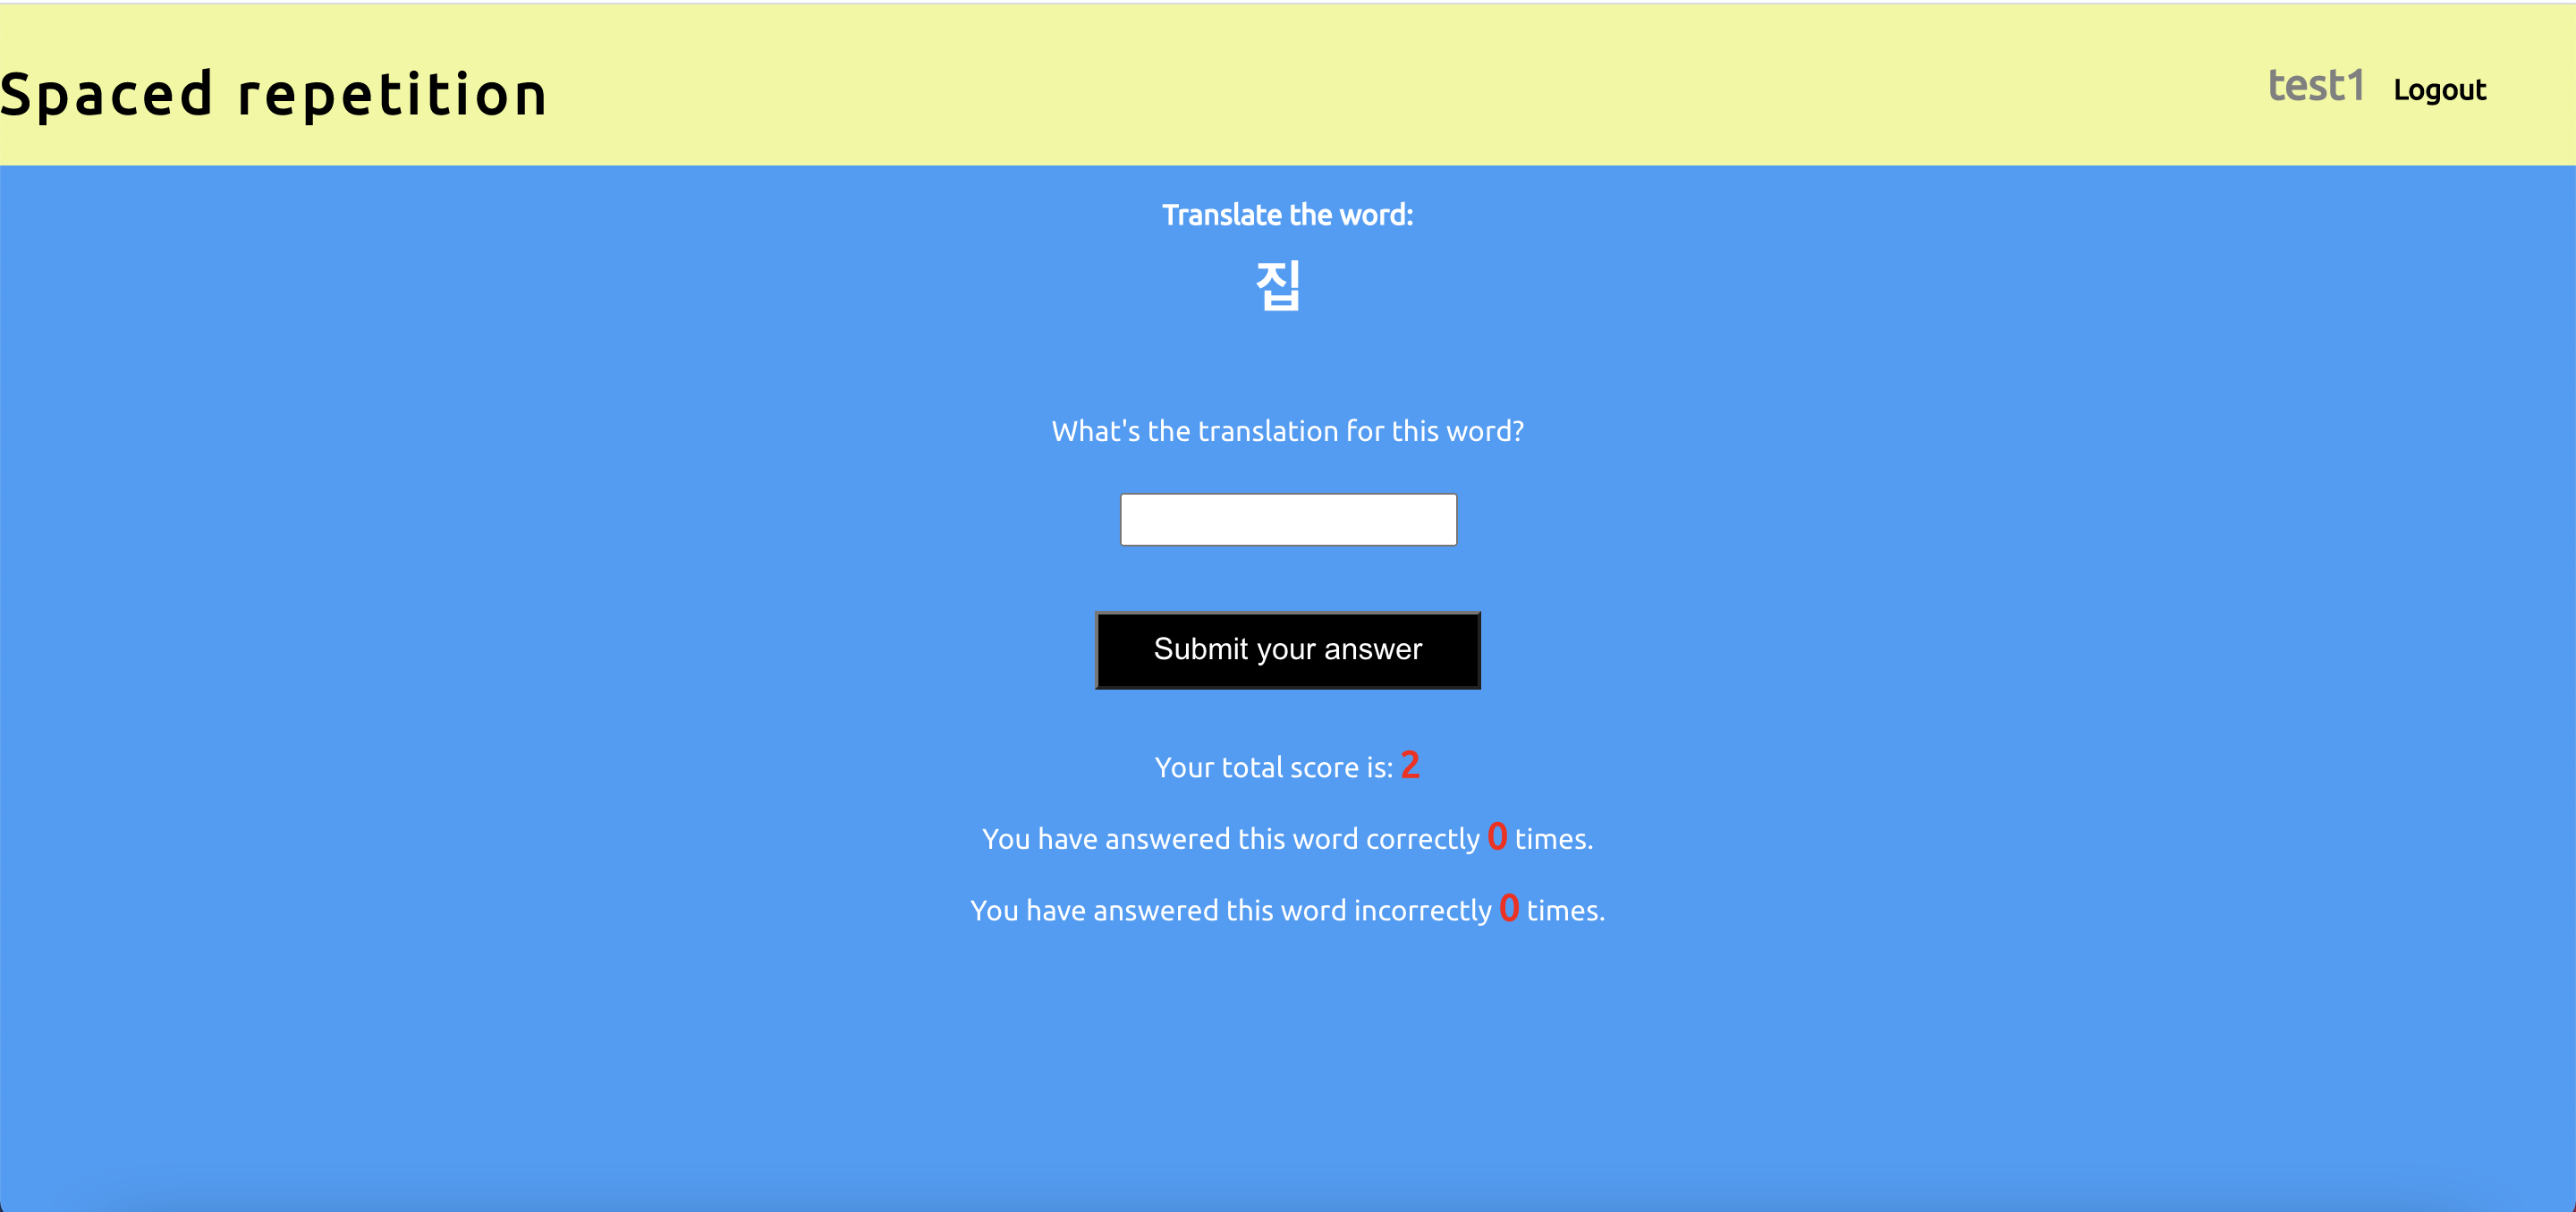 Spaced repetition
test1 Logout
Translate the word:
집
What's the translation for this word?
Submit your answer
Your total score is: 2
You have answered this word correctly 0 times.
You have answered this word incorrectly 0 times.